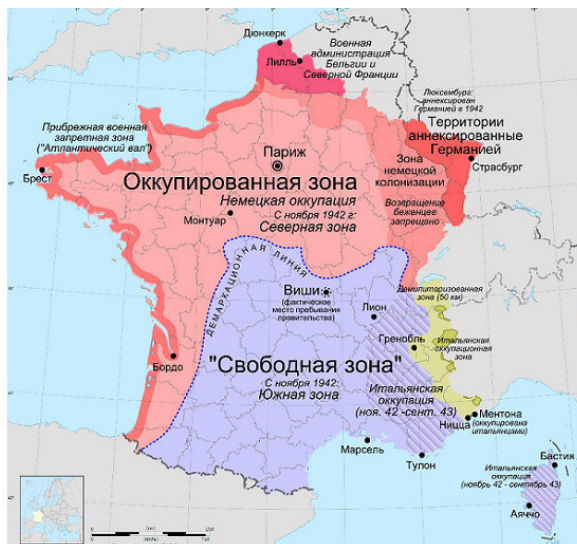 Дюнкерк
Лилль
Военная
администрация
Бельгии и
Северной Франции
Люксембург:
аннексирован
Германией в 1942
Территории
аннексированные
Германией
Страсбург
Прибрежная военная
запретная зона
("Атлантический вал")
Брест
Париж
Зона
немецкой
колонизации
Оккупированная зона
Немецкая оккупация
С ноября 1942 г:
Северная зона
Возвращение
беженцев
запрещено
Монтуар
ДЕМАРКАЦИОННАЯ ЛИНИЯ
Виши
(фактическое
место пребывания
правительства)
Демилитаризованная
зона (50 км)
Лион
Гренобль
Итальянская
оккупационная
зона
Бордо
"Свободная зона"
С ноября 1942:
Южная зона
Итальянская
оккупация
(ноя. 42 -сент. 43)
Ментона
(оккупирована
итальянцами)
Ницца
Марсель
Тулон
Бастия
Итальянская
оккупация
(ноябрь 42 - сентябрь 43)
Аяччо